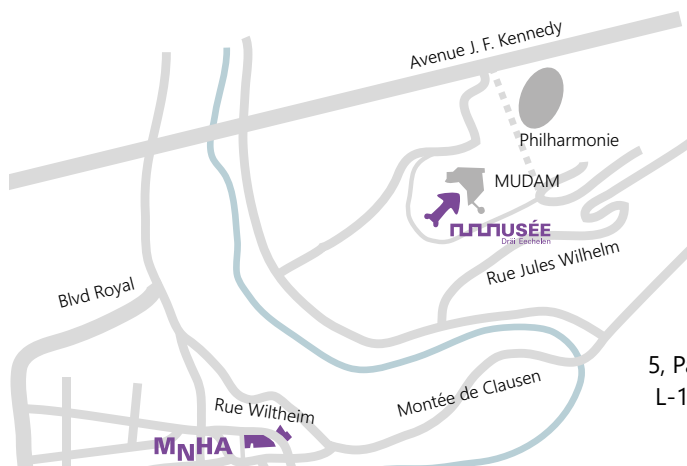 Avenue J. F. Kennedy
Philharmonie
MUDAM
MUSÉE
Dräi Eechelen
Rue Jules Wilhelm
Blvd Royal
5, Pa
L-1
Montée de Clausen
Rue Wiltheim
MNHA